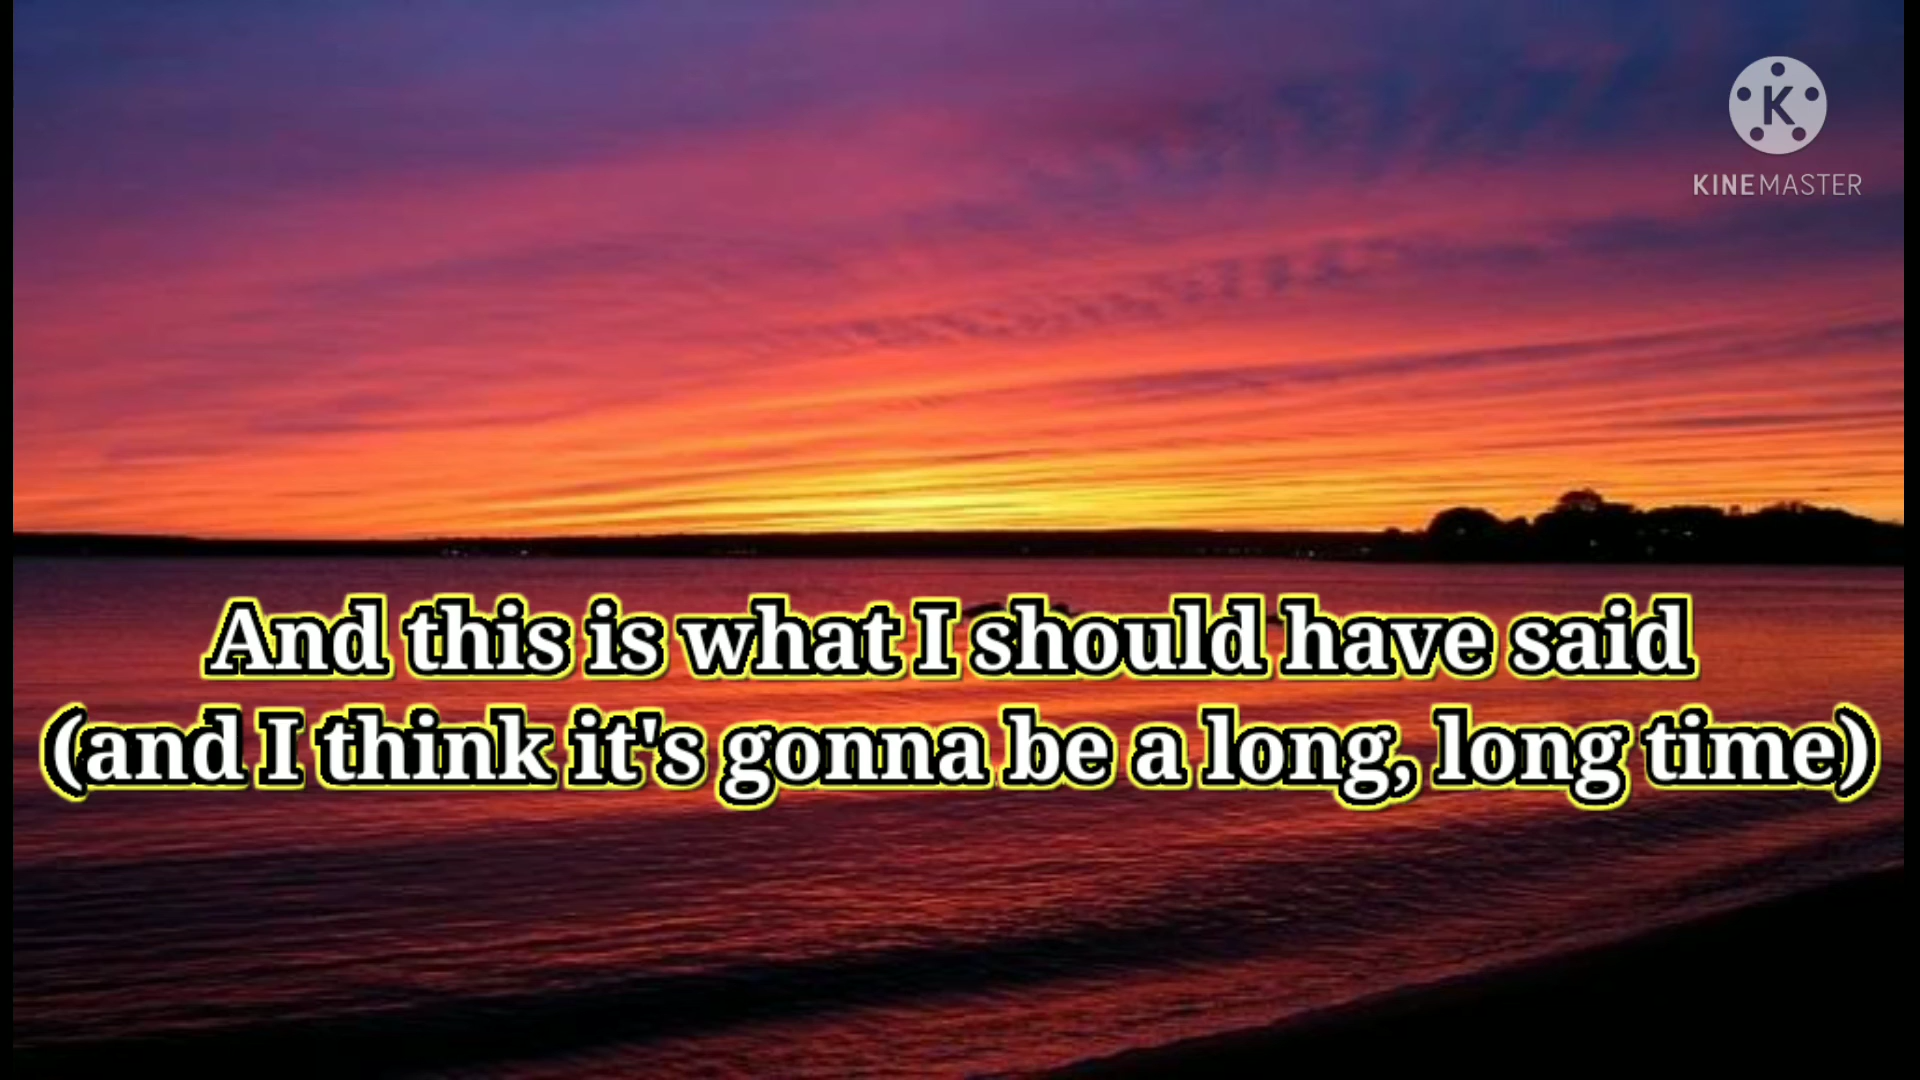 KINEMASTER
And this is what I should have said
(and I think it's gonna be a long, long time)